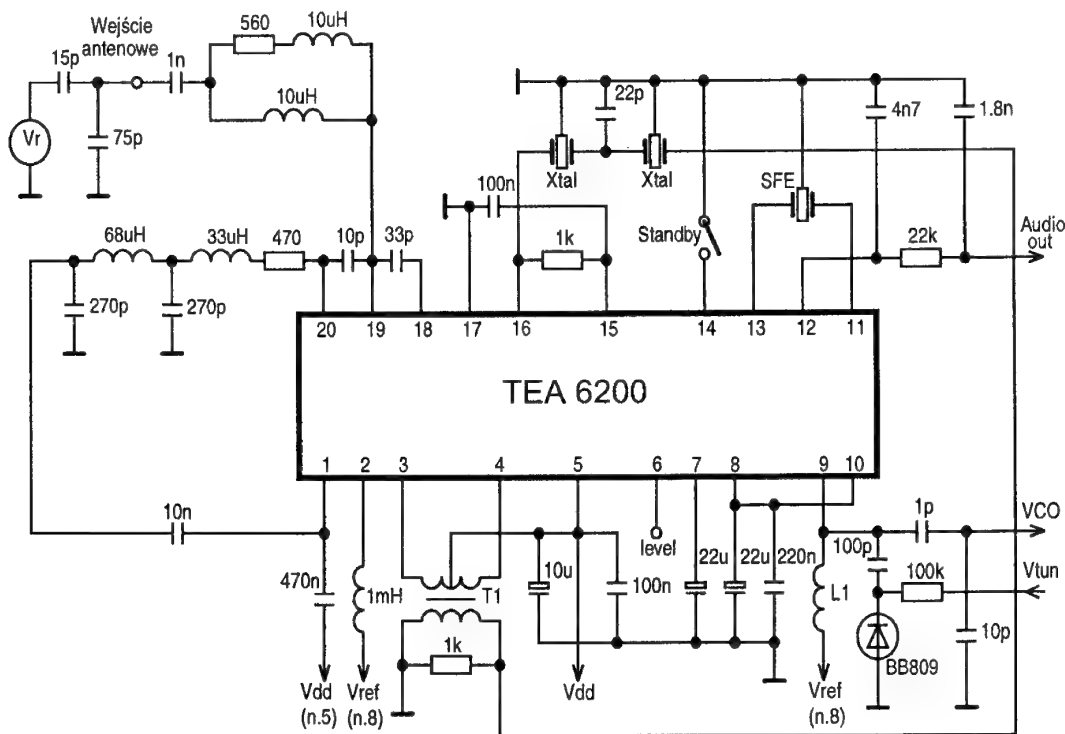 Wejście
antenowe
560
10uH
15p
1n
10uH
Vr
75p
22p
4n7
1.8n
Xtal
Xtal
SFE
100n
1k
Standby
22k
Audio
out
68uH
33uH
470
10p
33p
270p
270p
20
19
18
17
16
15
14
13
12
11
TEA 6200
1
2
3
4
5
6
7
8
9
10
10n
470n
1mH
T1
1k
10u
100n
level
22u
22u
220n
L1
100p
1p
VCO
100k
Vtun
BB809
10p
Vdd
(n.5)
Vref
(n.8)
Vdd
Vref
(n.8)